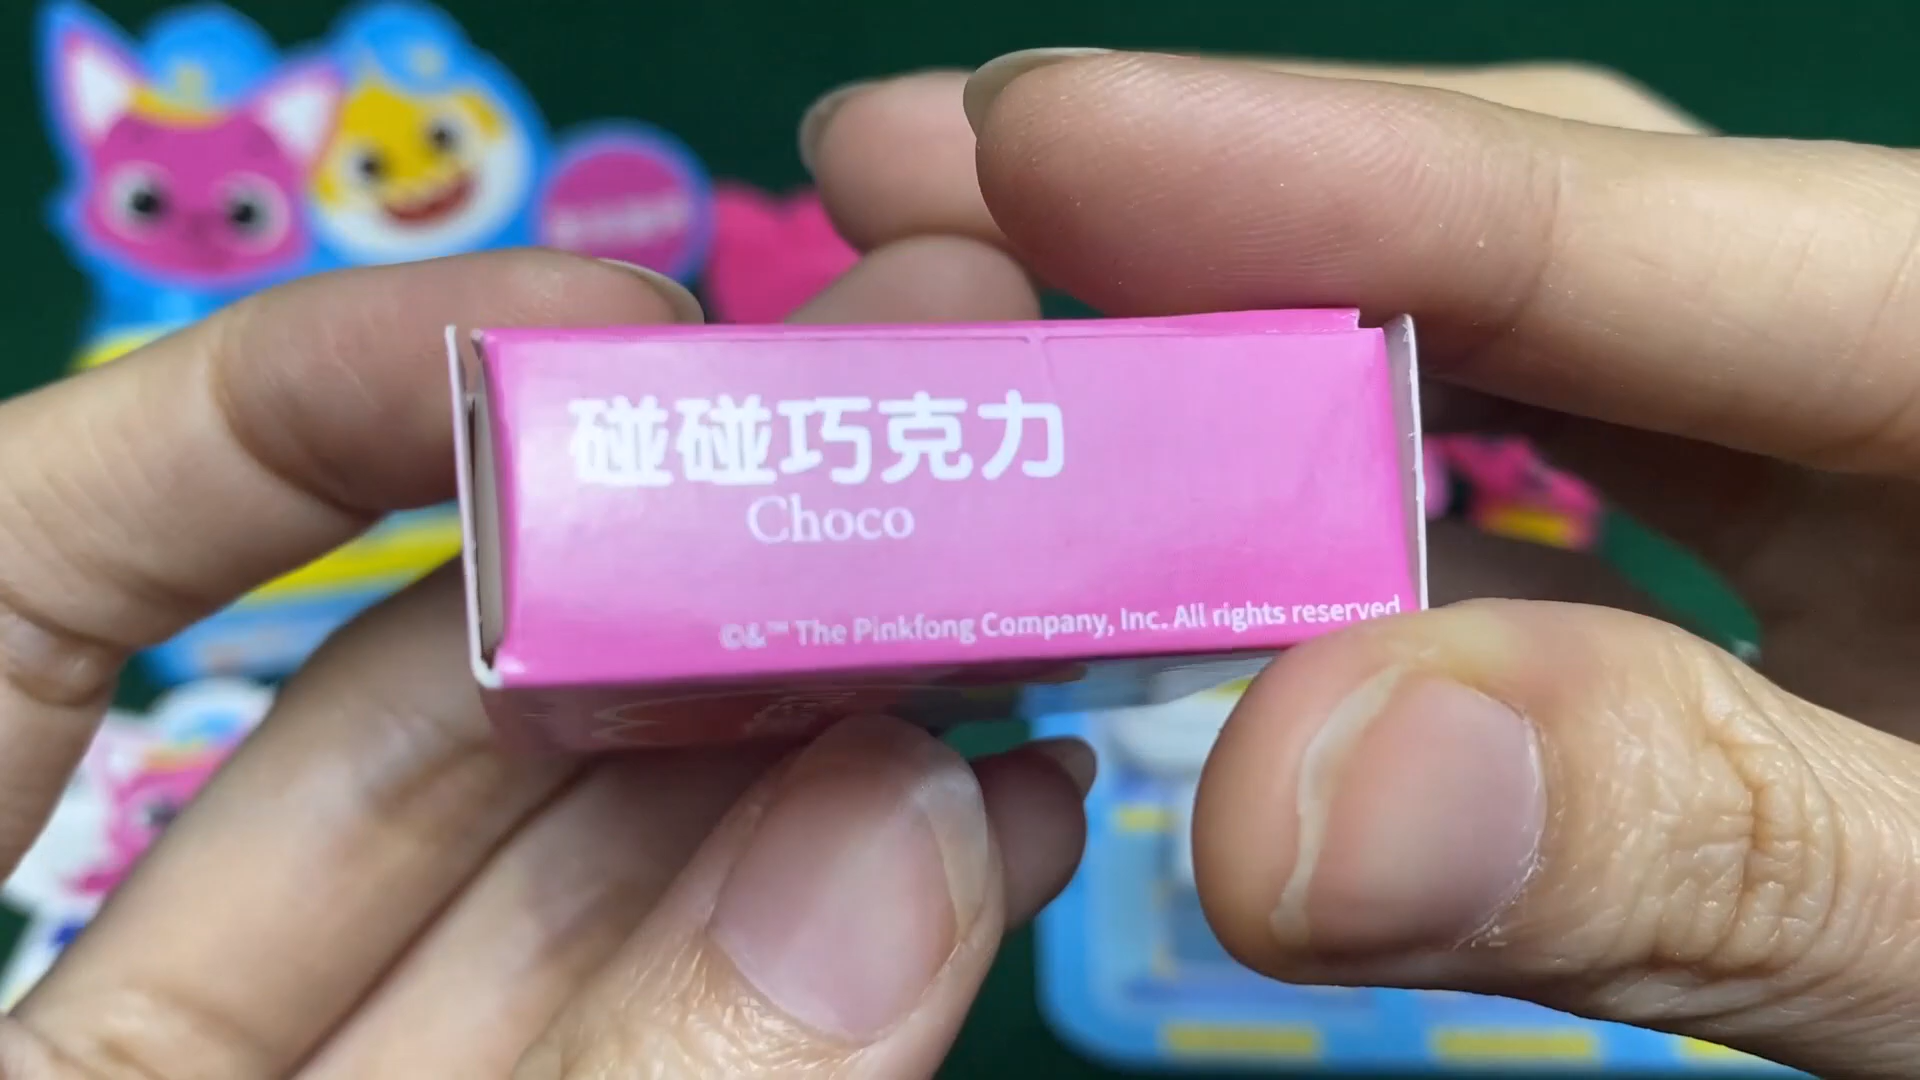 碰碰巧克力
Choco
©&™ The Pinkfong Company, Inc. All rights reserved